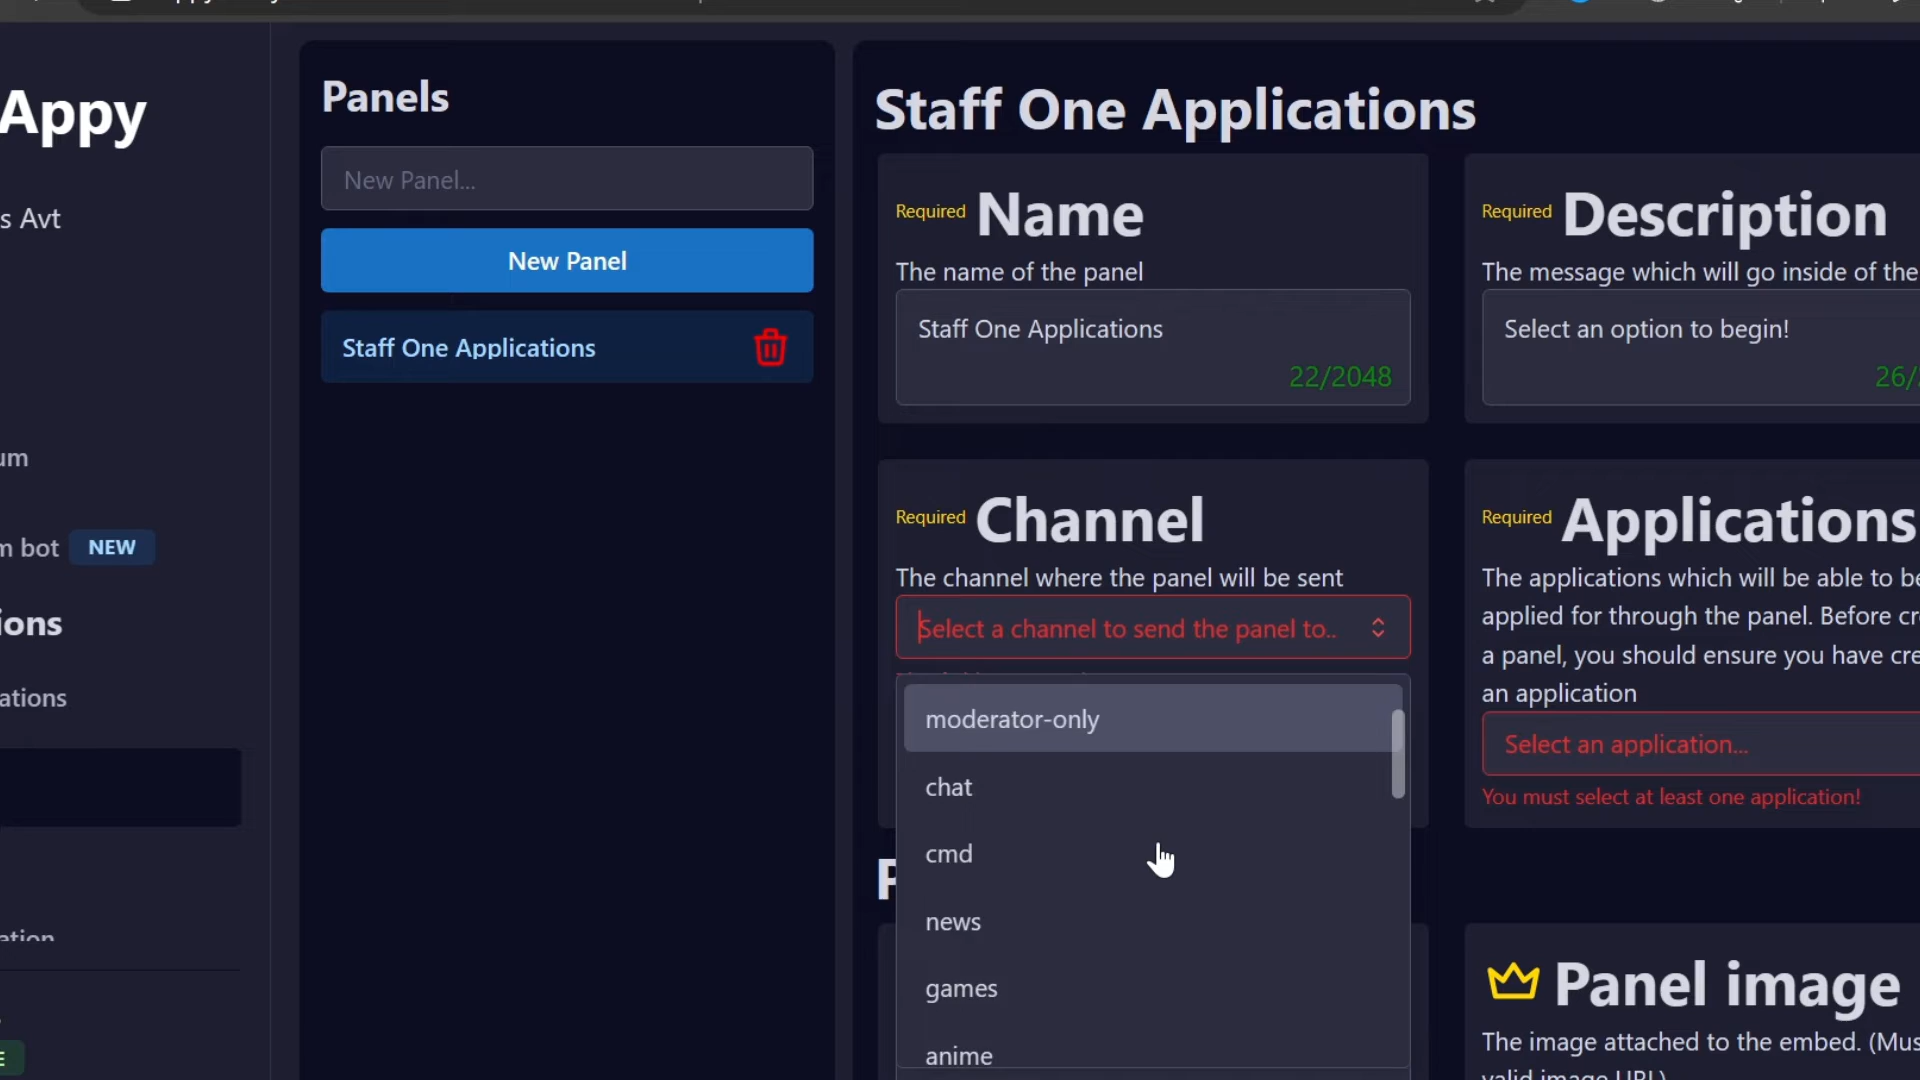 Appy
s Avt
um
m bot NEW
ions
ations
ation
E
Panels
New Panel...
New Panel
Staff One Applications
Staff One Applications
Required Name
The name of the panel
Staff One Applications
22/2048
Required Description
The message which will go inside of the
Select an option to begin!
26/
Required Channel
The channel where the panel will be sent
Select a channel to send the panel to..
moderator-only
chat
cmd
news
games
anime
Required Applications
The applications which will be able to be
applied for through the panel. Before cr
a panel, you should ensure you have cre
an application
Select an application...
You must select at least one application!
P
Panel image
The image attached to the embed. (Mus
valid image URL)